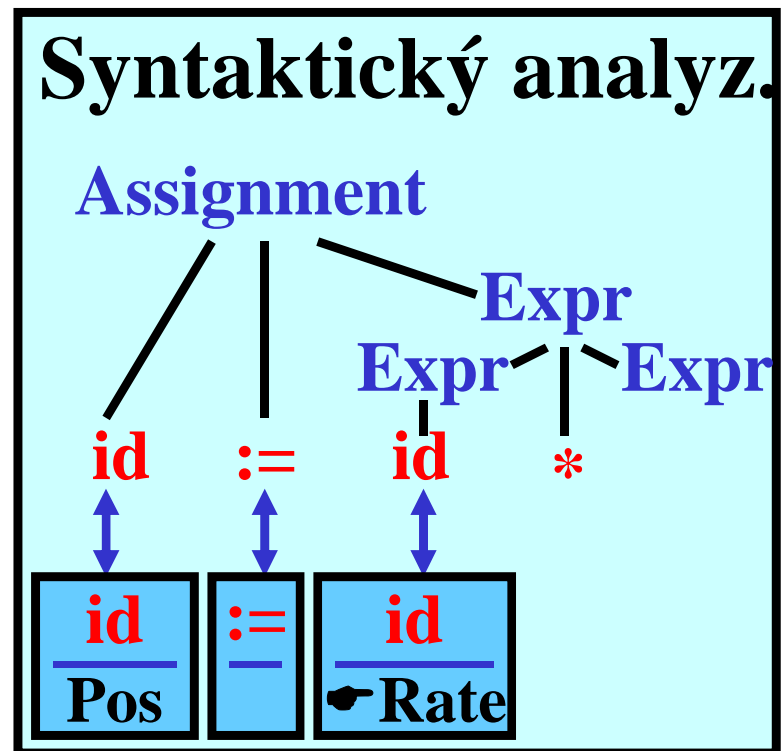 Syntaktický analyz.
Assignment
Expr
Expr Expr
id := id *
id := id
Pos ☛Rate